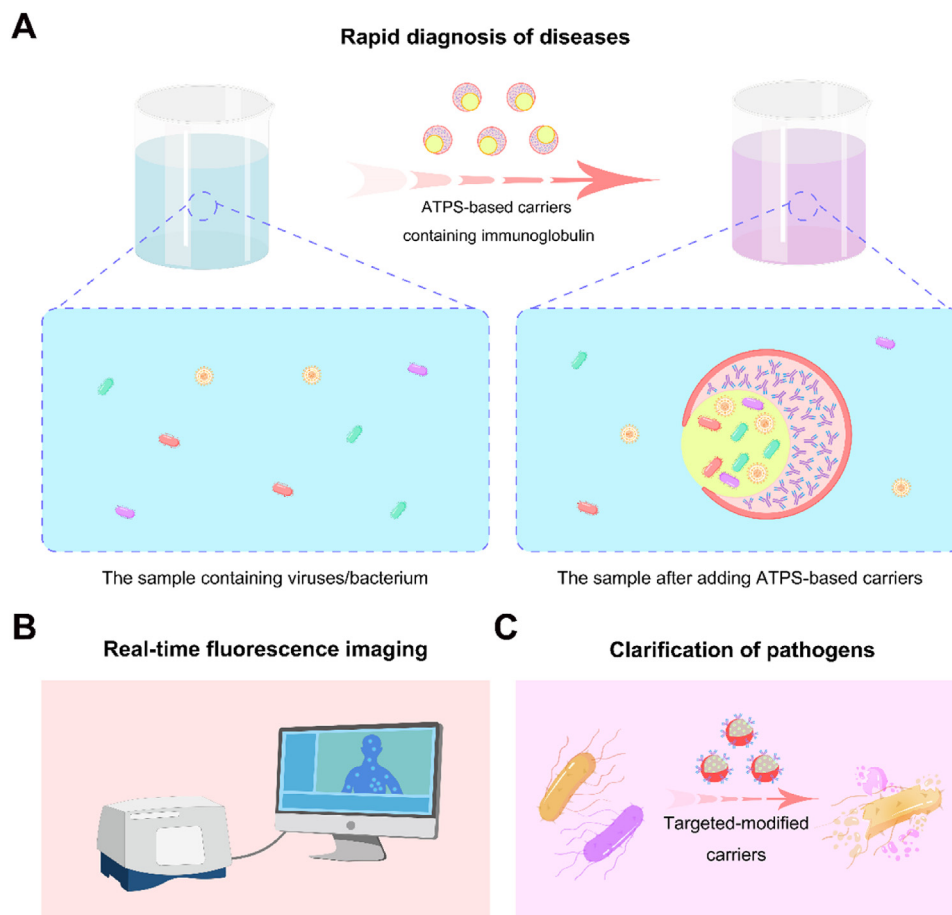 A
Rapid diagnosis of diseases
ATPS-based carriers
containing immunoglobulin
The sample containing viruses/bacterium
The sample after adding ATPS-based carriers
B
Real-time fluorescence imaging
C
Clarification of pathogens
Targeted-modified
carriers